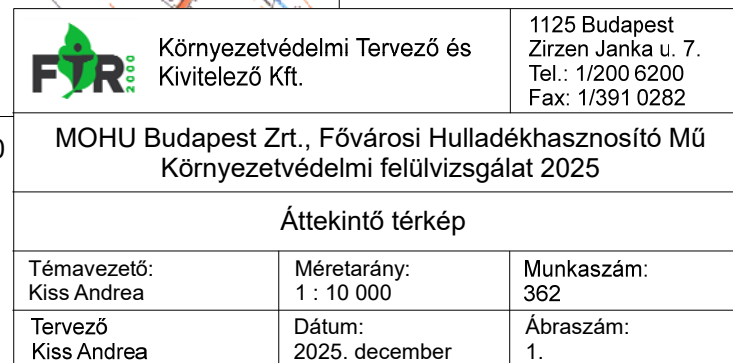 FTR 2000
Környezetvédelmi Tervező és
Kivitelező Kft.
1125 Budapest
Zirzen Janka u. 7.
Tel.: 1/200 6200
Fax: 1/391 0282
MOHU Budapest Zrt., Fővárosi Hulladékhasznosító Mű
Környezetvédelmi felülvizsgálat 2025
Áttekintő térkép
Témavezető:
Kiss Andrea
Méretarány:
1 : 10 000
Munkaszám:
362
Tervező
Kiss Andrea
Dátum:
2025. december
Ábraszám:
1.